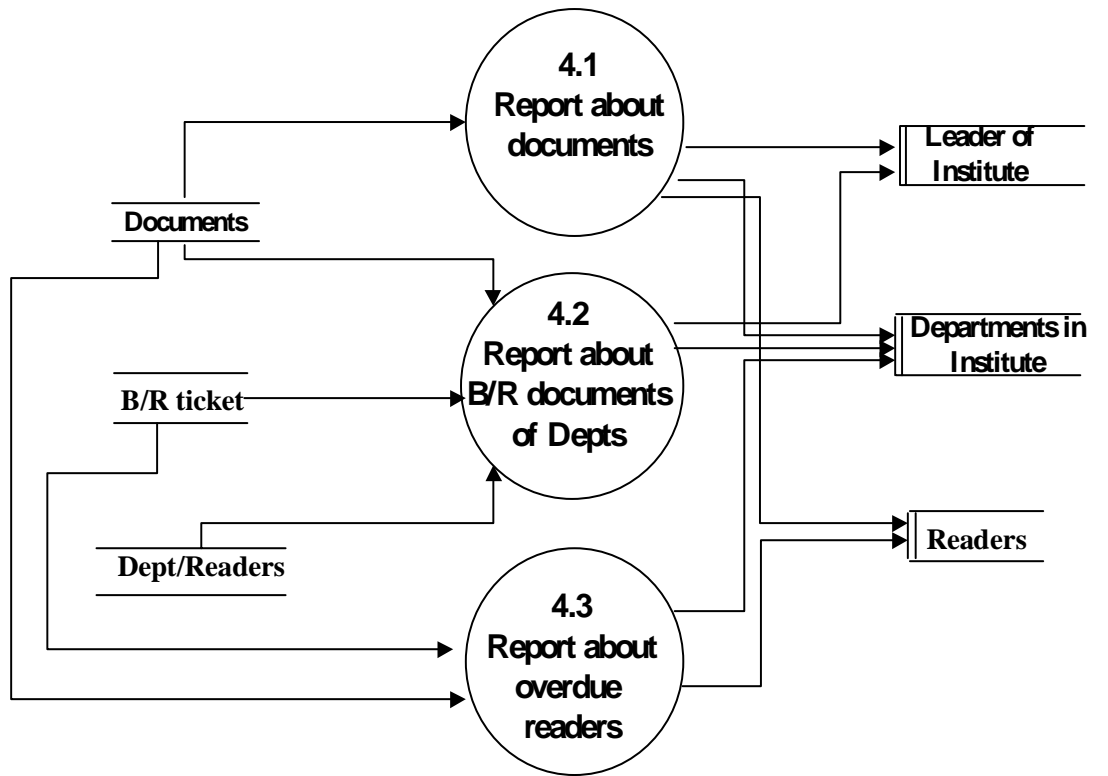 4.1
Report about
documents
Leader of
Institute
Documents
4.2
Report about
B/R documents
of Depts
Departments in
Institute
B/R ticket
Dept/Readers
Readers
4.3
Report about
overdue
readers